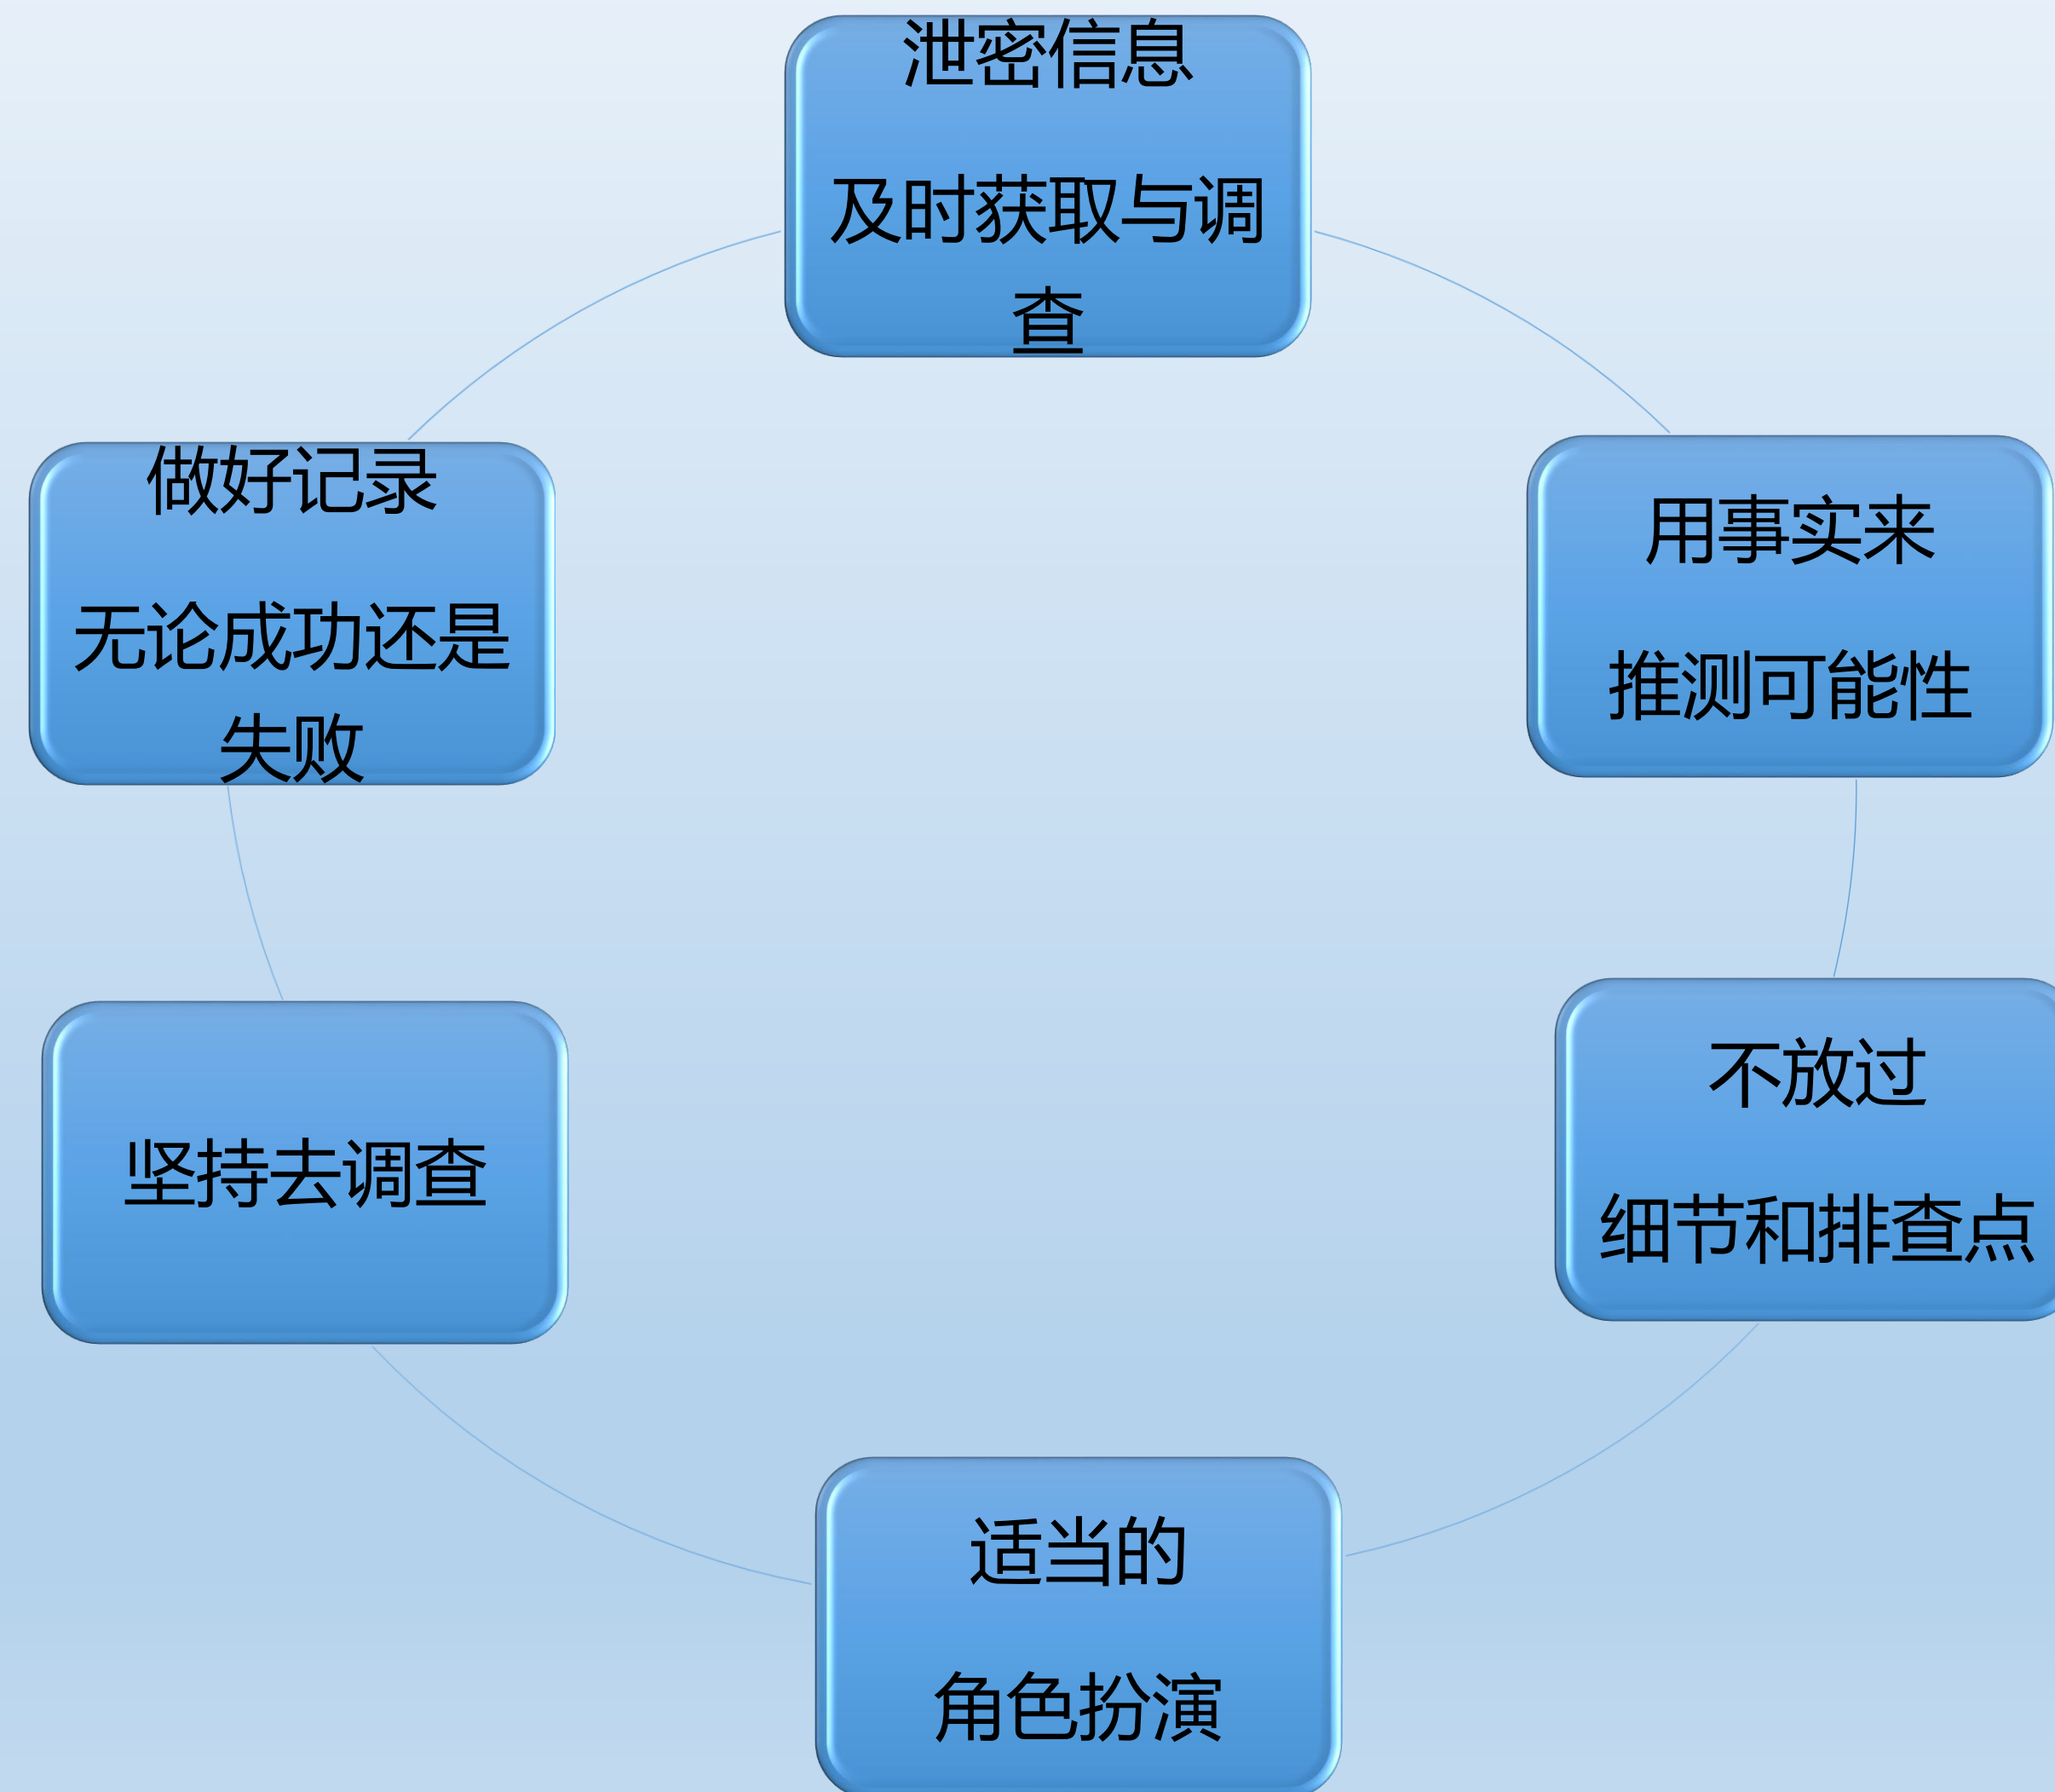 泄密信息
及时获取与调
查
用事实来
推测可能性
不放过
细节和排查点
适当的
角色扮演
坚持去调查
做好记录
无论成功还是
失败